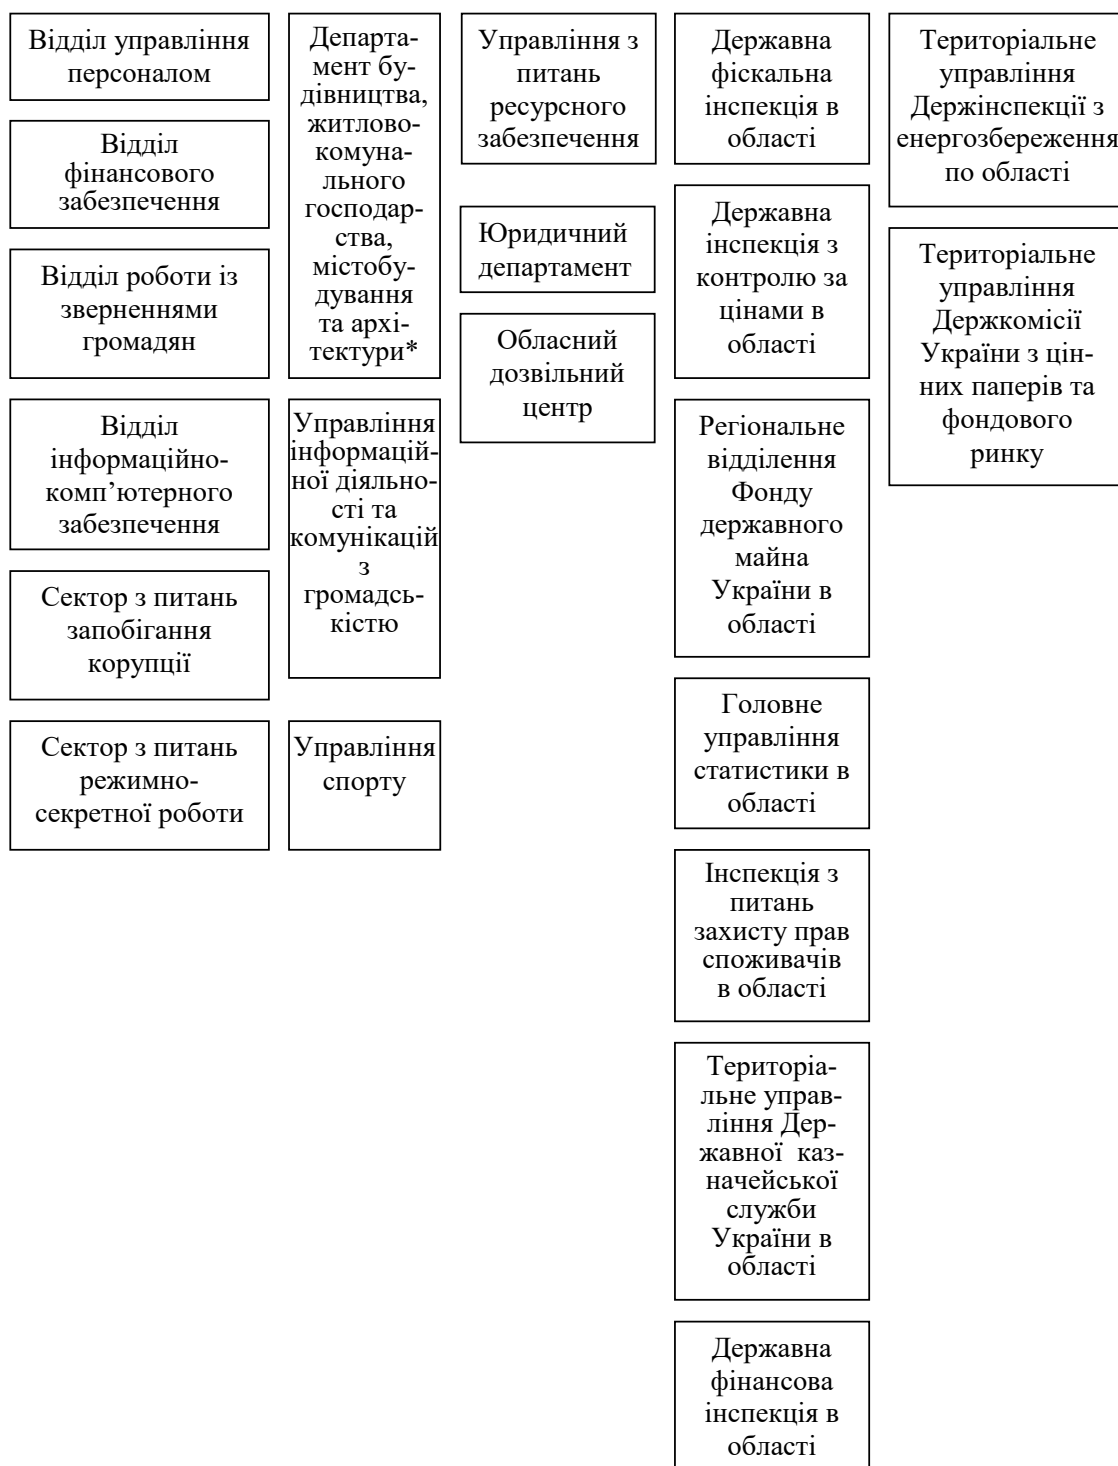 Відділ управління
персоналом
Відділ
фінансового
забезпечення
Відділ роботи із
зверненнями
громадян
Відділ
інформаційно-
комп’ютерного
забезпечення
Сектор з питань
запобігання
корупції
Сектор з питань
режимно-
секретної роботи
Департа-
мент бу-
дівництва,
житлово-
комуна-
льного
господар-
ства,
містобу-
дування
та архі-
тектури*
Управління
інформацій-
ної діяльно-
сті та
комунікацій
з
громадсь-
кістю
Управління
спорту
Управління з
питань
ресурсного
забезпечення
Юридичний
департамент
Обласний
дозвільний
центр
Державна
фіскальна
інспекція в
області
Державна
інспекція з
контролю за
цінами в
області
Регіональне
відділення
Фонду
державного
майна
України в
області
Головне
управління
статистики в
області
Інспекція з
питань
захисту прав
споживачів
в області
Територіа-
льне управ-
ління Дер-
жавної каз-
начейської
служби
України в
області
Державна
фінансова
інспекція в
області
Територіальне
управління
Держінспекції з
енергозбереження
по області
Територіальне
управління
Держкомісії
України з цін-
них паперів та
фондового
ринку